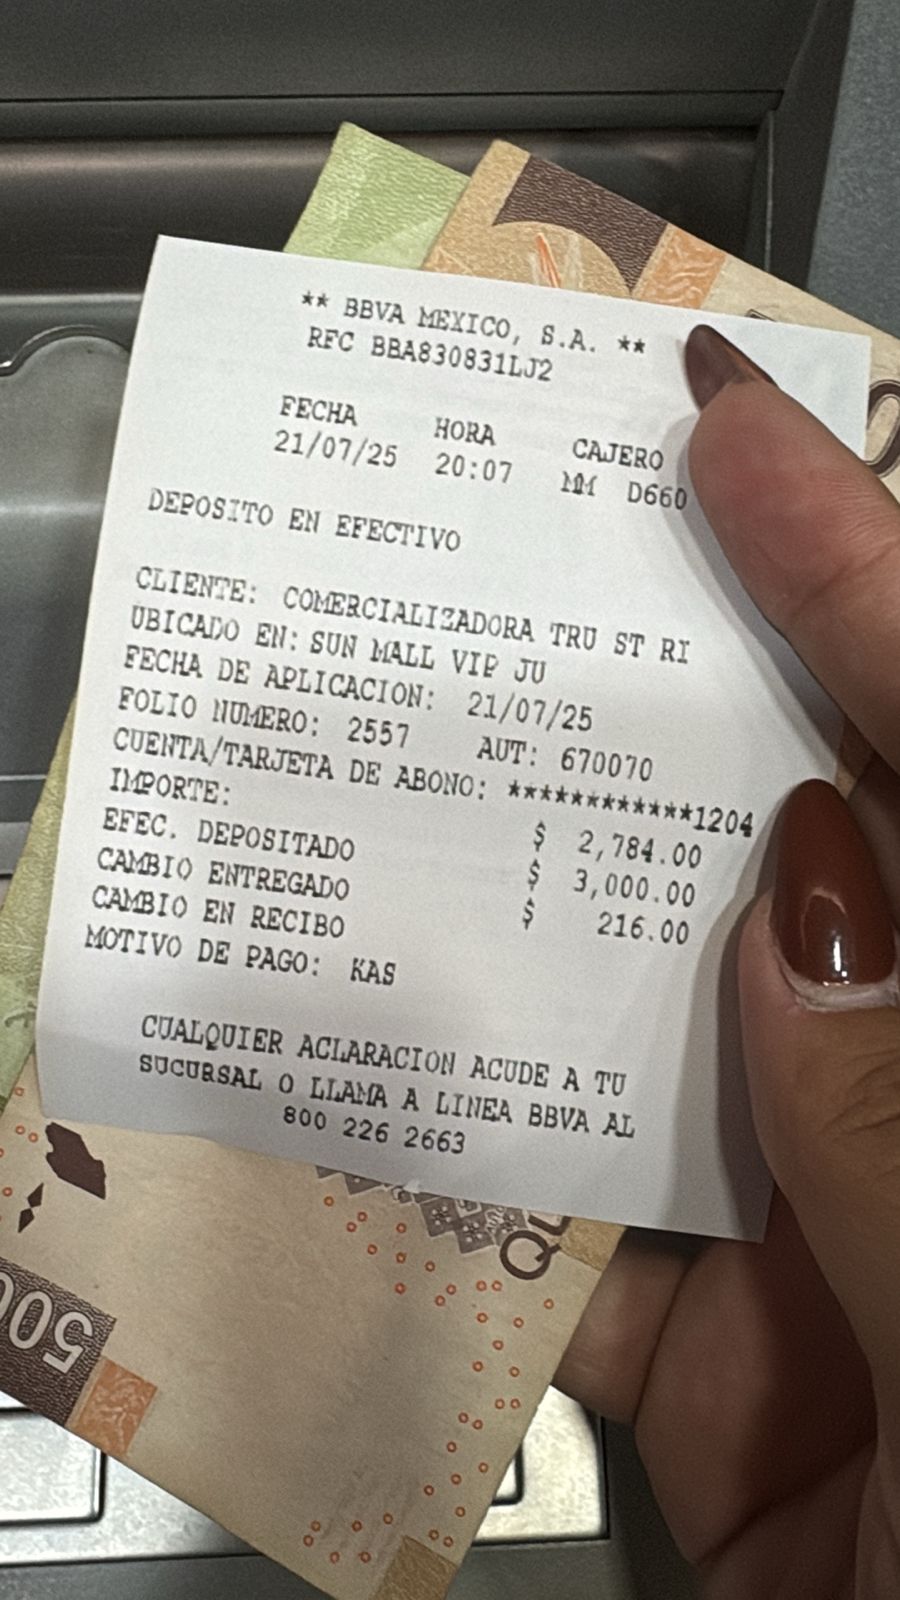 ** BBVA MEXICO, S.A. **
RFC BBA830831LJ2
FECHA HORA CAJERO
21/07/25 20:07 MM D660
DEPOSITO EN EFECTIVO
CLIENTE: COMERCIALIZADORA TRU ST RI
UBICADO EN: SUN MALL VIP JU
FECHA DE APLICACION: 21/07/25
FOLIO NUMERO: 2557 AUT: 670070
CUENTA/TARJETA DE ABONO: ************1204
IMPORTE: $ 2,784.00
EFEC. DEPOSITADO $ 3,000.00
CAMBIO ENTREGADO $ 216.00
CAMBIO EN RECIBO
MOTIVO DE PAGO: KAS
CUALQUIER ACLARACION ACUDE A TU
SUCURSAL O LLAMA A LINEA BBVA AL
800 226 2663
500